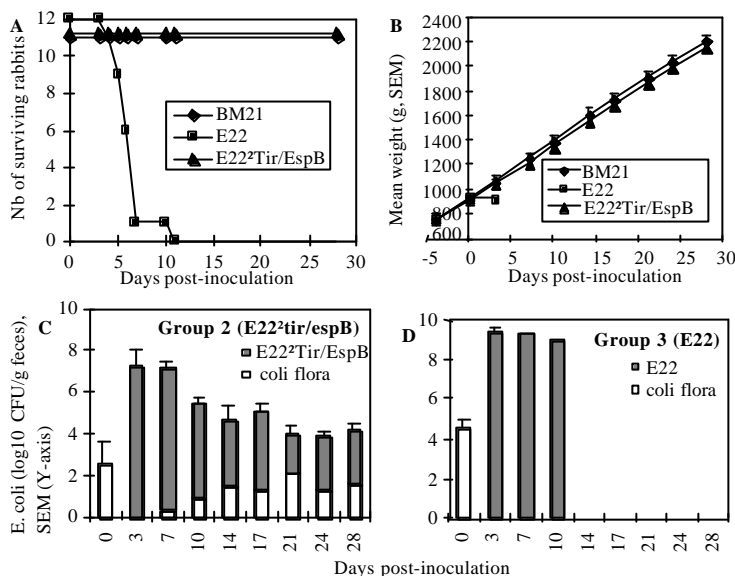 A
Nb of surviving rabbits
12
10
8
6
4
2
0
0 5 10 15 20 25 30
BM21
E22
E22²Tir/EspB
Days post-inoculation
B
Mean weight (g, SEM)
2400
2200
2000
1800
1600
1400
1200
1000
800
600
-5 0 5 10 15 20 25 30
BM21
E22
E22²Tir/EspB
Days post-inoculation
C
Group 2 (E22²tir/espB)
E22²Tir/EspB
coli flora
E. coli (log10 CFU/g feces),
SEM (Y-axis)
10
8
6
4
2
0
0 3 7 10 14 17 21 24 28
D
Group 3 (E22)
E22
coli flora
10
8
6
4
2
0
0 3 7 10 14 17 21 24 28
Days post-inoculation